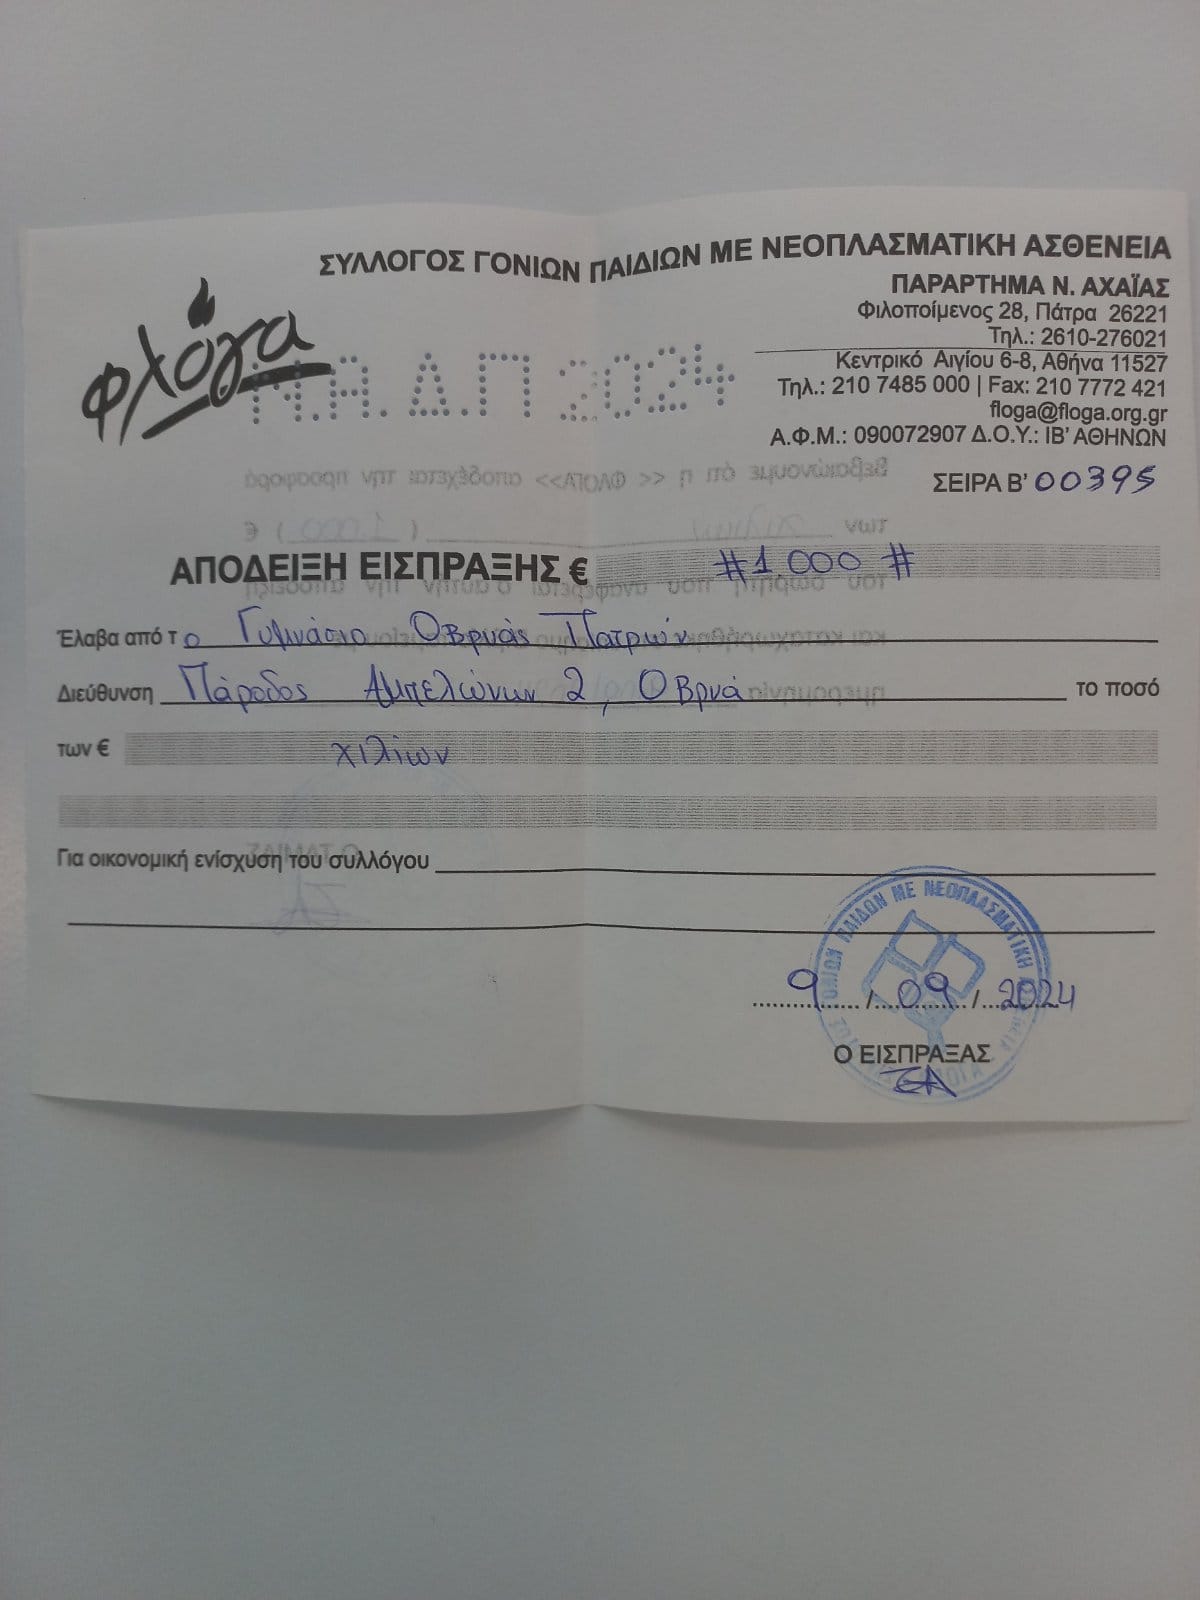 ΣΥΛΛΟΓΟΣ ΓΟΝΙΩΝ ΠΑΙΔΙΩΝ ΜΕ ΝΕΟΠΛΑΣΜΑΤΙΚΗ ΑΣΘΕΝΕΙΑ
φλόγα
ΠΑΡΑΡΤΗΜΑ Ν. ΑΧΑΪΑΣ
Φιλοποίμενος 28, Πάτρα 26221
Τηλ.: 2610-276021
Κεντρικό Αιγίου 6-8, Αθήνα 11527
Τηλ.: 210 7485 000 | Fax: 210 7772 421
floga@floga.org.gr
Α.Φ.Μ.: 090072907 Δ.Ο.Υ.: ΙΒ' ΑΘΗΝΩΝ
Μ.Α.Δ.Π 2024
ΣΕΙΡΑ Β' 00395
ΑΠΟΔΕΙΞΗ ΕΙΣΠΡΑΞΗΣ € #1 000 #
Έλαβα από τ ο Γυμνάσιο Οβρυάς Πατρών
Διεύθυνση Πάροδος Αμπελώνων 2, Οβρυά το ποσό
των € χιλίων
Για οικονομική ενίσχυση του συλλόγου
ΠΑΙΔΙΩΝ ΜΕ ΝΕΟΠΛΑΣΜΑΤΙΚΗ
9 / 09 / 2024
Ο ΕΙΣΠΡΑΞΑΣ